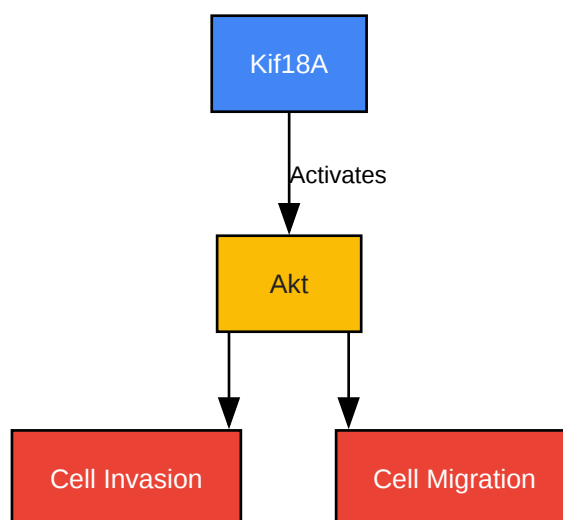 Kif18A
Activates
Akt
Cell Invasion
Cell Migration